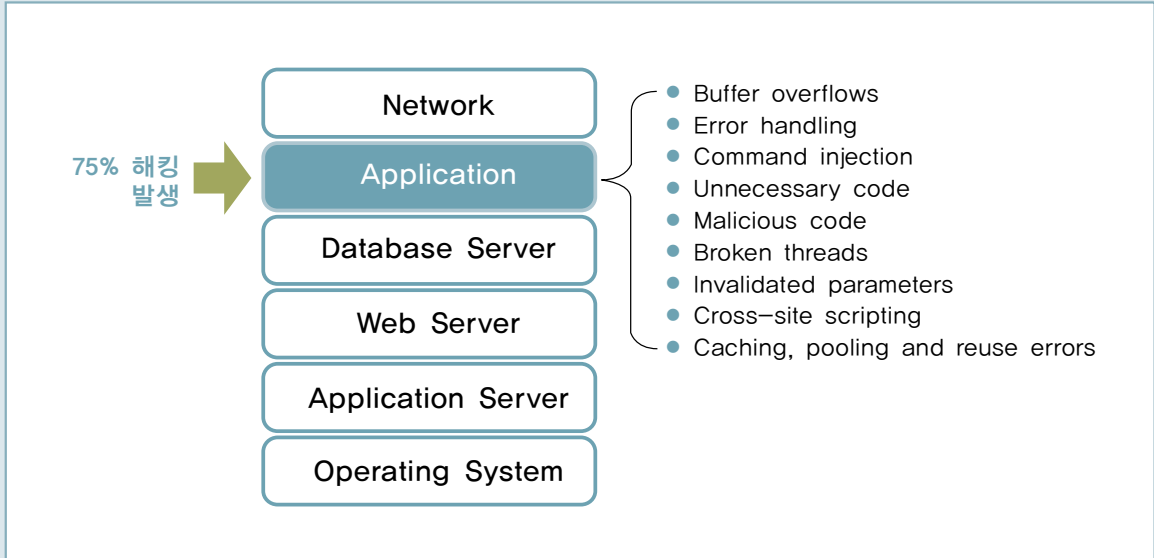 Network
75% 해킹
발생
Application
Database Server
Web Server
Application Server
Operating System
Buffer overflows
Error handling
Command injection
Unnecessary code
Malicious code
Broken threads
Invalidated parameters
Cross-site scripting
Caching, pooling and reuse errors